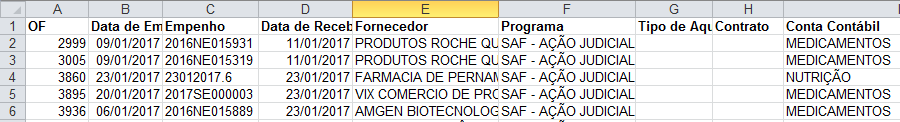 A B C D E F G H
1 OF Data de Em Empenho Data de Receb Fornecedor Programa Tipo de Aqu Contrato Conta Contábil
2 2999 09/01/2017 2016NE015931 11/01/2017 PRODUTOS ROCHE QU SAF - AÇÃO JUDICIAL MEDICAMENTOS
3 3005 09/01/2017 2016NE015319 11/01/2017 PRODUTOS ROCHE QU SAF - AÇÃO JUDICIAL MEDICAMENTOS
4 3860 23/01/2017 23012017.6 23/01/2017 FARMACIA DE PERNAM SAF - AÇÃO JUDICIAL NUTRIÇÃO
5 3895 20/01/2017 2017SE000003 23/01/2017 VIX COMERCIO DE PRO SAF - AÇÃO JUDICIAL MEDICAMENTOS
6 3936 06/01/2017 2016NE015889 23/01/2017 AMGEN BIOTECNOLOG SAF - AÇÃO JUDICIAL MEDICAMENTOS